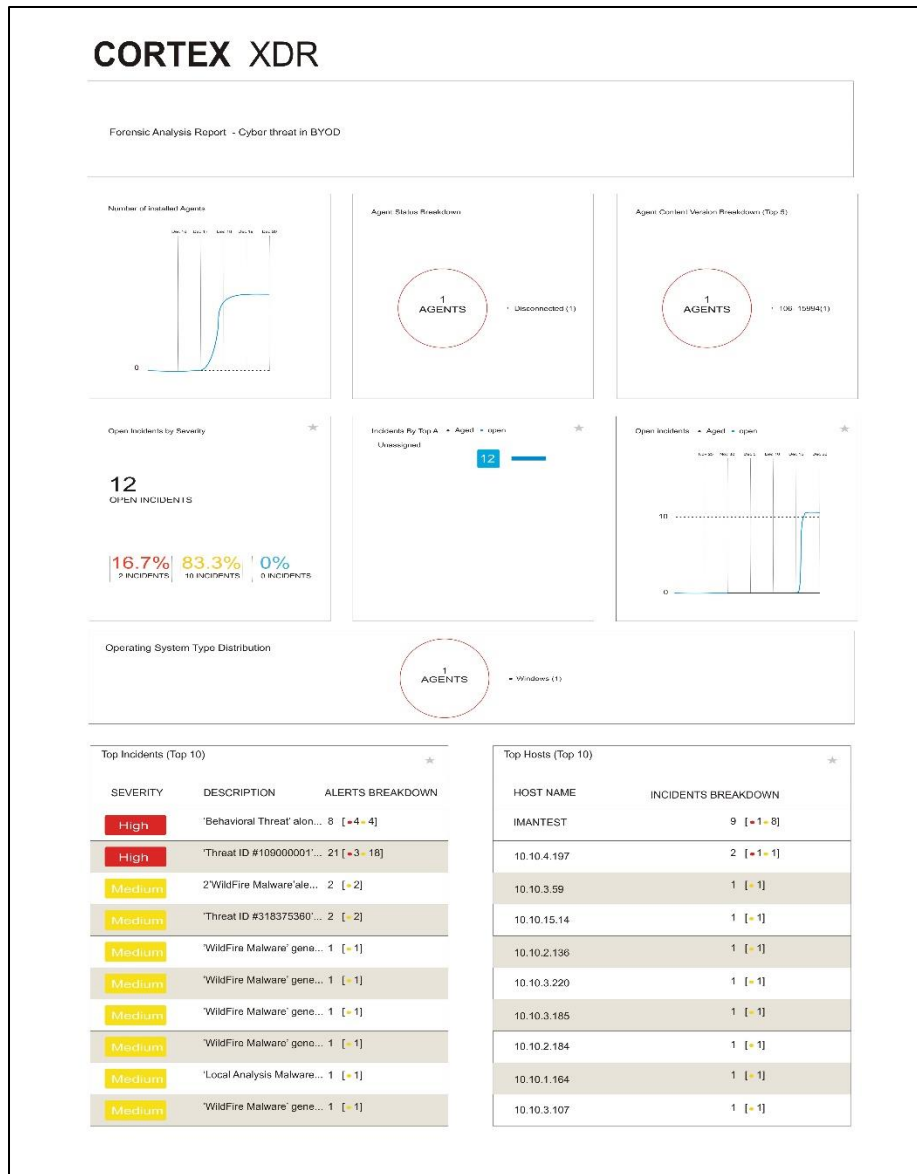 CORTEX XDR
Forensic Analysis Report - Cyber threat in BYOD
Number of installed Agents
0
Agent Status Breakdown
1
AGENTS
Disconnected (1)
Agent Content Version Breakdown (Top 5)
1
AGENTS
106- 15994(1)
Open Incidents by Severity
12
OPEN INCIDENTS
16.7% 83.3% 0%
2 INCIDENTS 10 INCIDENTS 0 INCIDENTS
Incidents By Top A • Aged • open
Unassigned
12
Open incidents • Aged • open
10
0
Operating System Type Distribution
1
AGENTS
Windows (1)
Top Incidents (Top 10)
SEVERITY DESCRIPTION ALERTS BREAKDOWN
High 'Behavioral Threat' alon... 8 [• 4 • 4]
High 'Threat ID #109000001'... 21 [• 3 • 18]
Medium 2'WildFire Malware'ale... 2 [• 2]
Medium 'Threat ID #318375360'... 2 [• 2]
Medium 'WildFire Malware' gene... 1 [• 1]
Medium 'WildFire Malware' gene... 1 [• 1]
Medium 'WildFire Malware' gene... 1 [• 1]
Medium 'WildFire Malware' gene... 1 [• 1]
Medium 'Local Analysis Malware... 1 [• 1]
Medium 'WildFire Malware' gene... 1 [• 1]
Top Hosts (Top 10)
HOST NAME INCIDENTS BREAKDOWN
IMANTEST 9 [• 1 • 8]
10.10.4.197 2 [• 1 • 1]
10.10.3.59 1 [• 1]
10.10.15.14 1 [• 1]
10.10.2.136 1 [• 1]
10.10.3.220 1 [• 1]
10.10.3.185 1 [• 1]
10.10.2.184 1 [• 1]
10.10.1.164 1 [• 1]
10.10.3.107 1 [• 1]